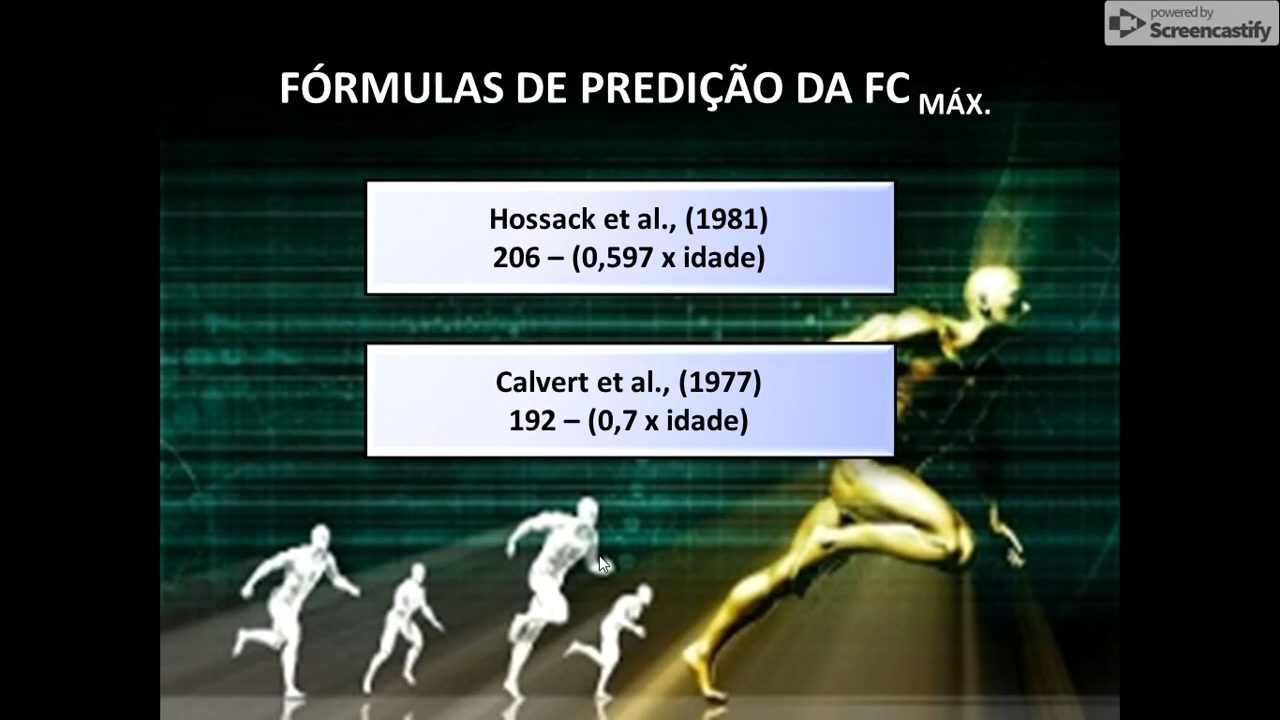 powered by
Screencastify
FÓRMULAS DE PREDIÇÃO DA FC MÁX.
Hossack et al., (1981)
206 – (0,597 x idade)
Calvert et al., (1977)
192 – (0,7 x idade)